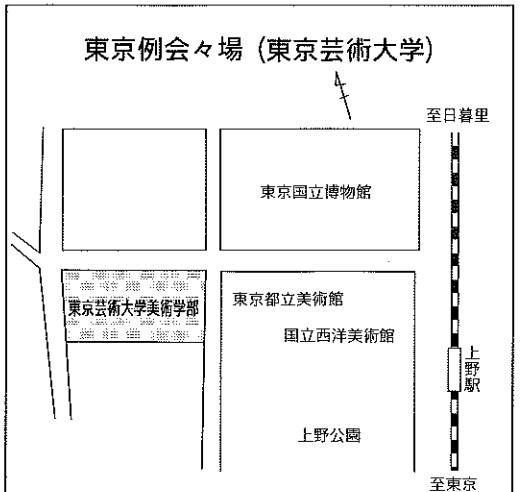 東京例会々場（東京芸術大学）
至日暮里
東京国立博物館
東京芸術大学美術学部
東京都立美術館
国立西洋美術館
上野駅
上野公園
至東京